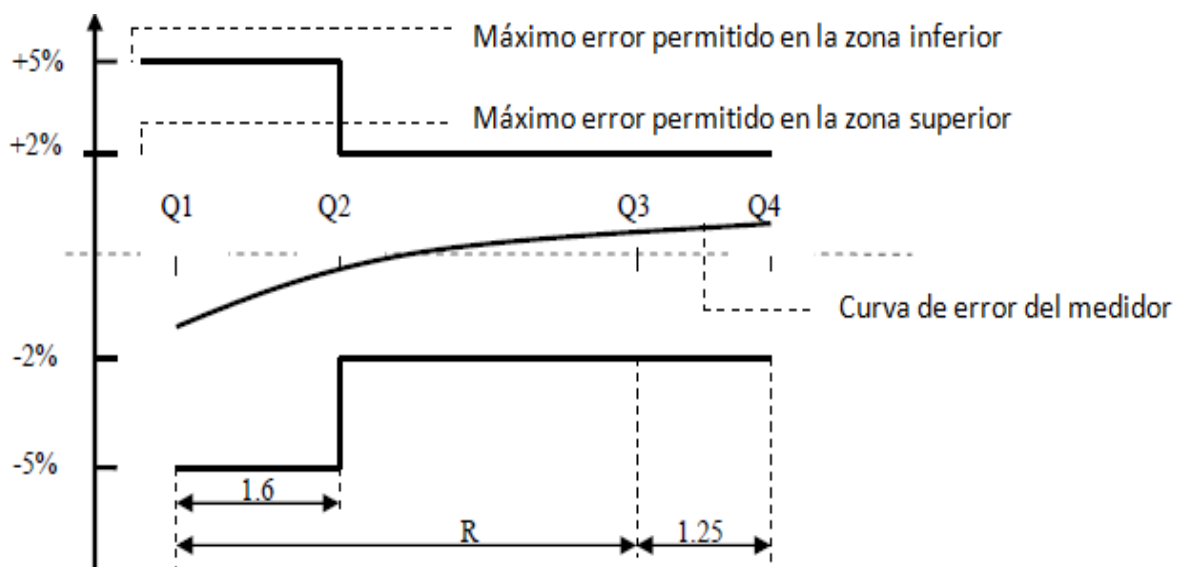 Máximo error permitido en la zona inferior
+5%
Máximo error permitido en la zona superior
+2%
Q1 Q2 Q3 Q4
Curva de error del medidor
-2%
-5%
1.6
R 1.25